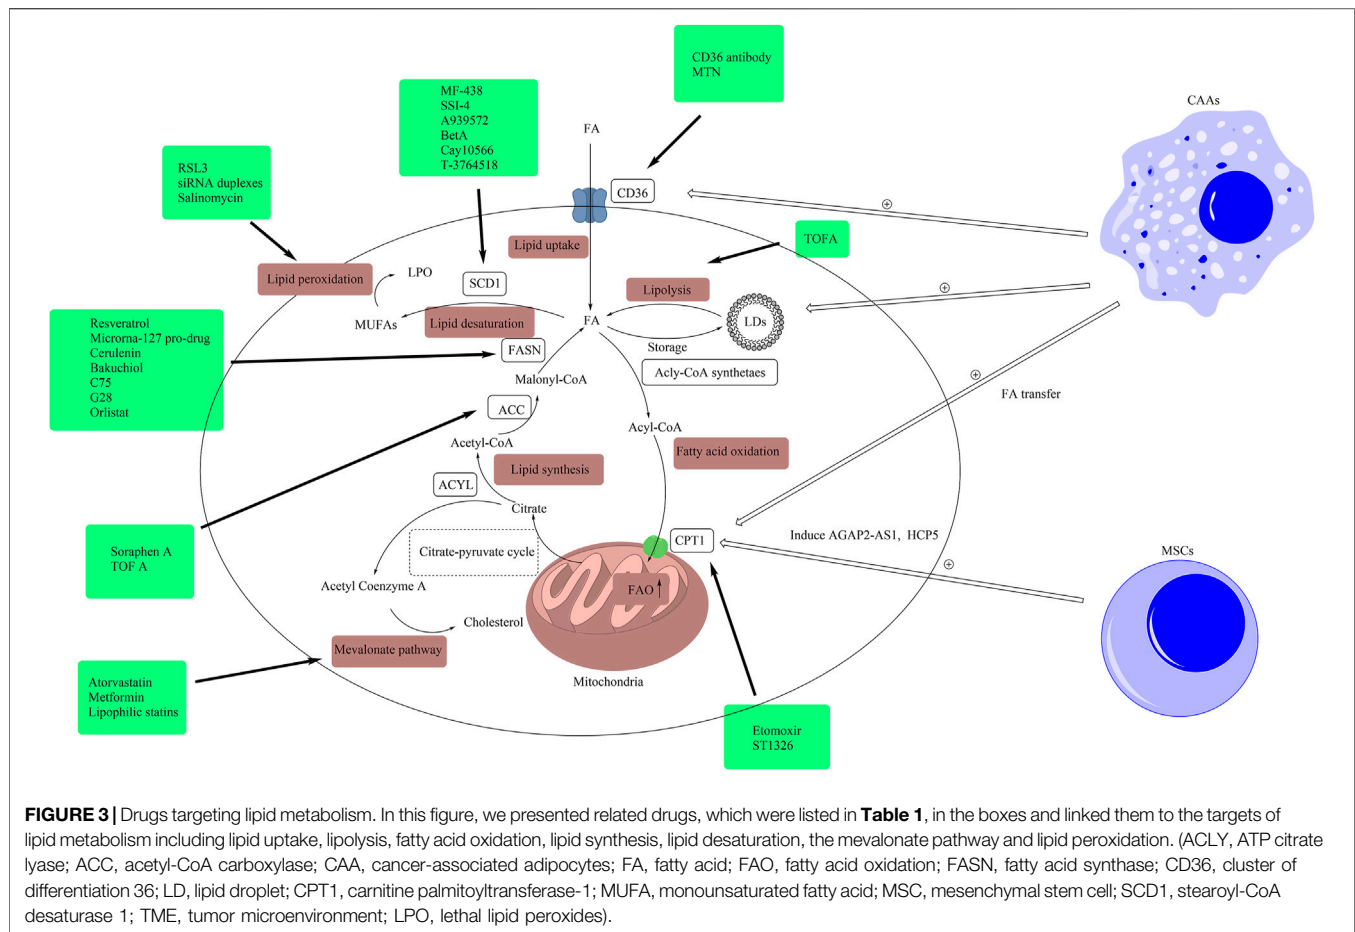 CD36 antibody
MTN
MF-438
SSI-4
A939572
BetA
Cay10566
T-3764518
CAAs
FA
RSL3
siRNA duplexes
Salinomycin
CD36
TOFA
Lipid uptake
Lipid peroxidation
LPO
SCD1
Lipolysis
MUFAs
Lipid desaturation
FA
LDs
Resveratrol
Microrna-127 pro-drug
Cerulenin
Bakuchiol
C75
G28
Orlistat
FASN
Storage
Malonyl-CoA
Acly-CoA synthetaes
FA transfer
ACC
Acetyl-CoA
Acyl-CoA
Fatty acid oxidation
Lipid synthesis
ACYL
Citrate
Soraphen A
TOF A
Citrate-pyruvate cycle
CPT1
Induce AGAP2-AS1, HCP5
MSCs
Acetyl Coenzyme A
FAO
Cholesterol
Mevalonate pathway
Mitochondria
Atorvastatin
Metformin
Lipophilic statins
Etomoxir
ST1326
FIGURE 3 | Drugs targeting lipid metabolism. In this figure, we presented related drugs, which were listed in Table 1, in the boxes and linked them to the targets of
lipid metabolism including lipid uptake, lipolysis, fatty acid oxidation, lipid synthesis, lipid desaturation, the mevalonate pathway and lipid peroxidation. (ACLY, ATP citrate
lyase; ACC, acetyl-CoA carboxylase; CAA, cancer-associated adipocytes; FA, fatty acid; FAO, fatty acid oxidation; FASN, fatty acid synthase; CD36, cluster of
differentiation 36; LD, lipid droplet; CPT1, carnitine palmitoyltransferase-1; MUFA, monounsaturated fatty acid; MSC, mesenchymal stem cell; SCD1, stearoyl-CoA
desaturase 1; TME, tumor microenvironment; LPO, lethal lipid peroxides).